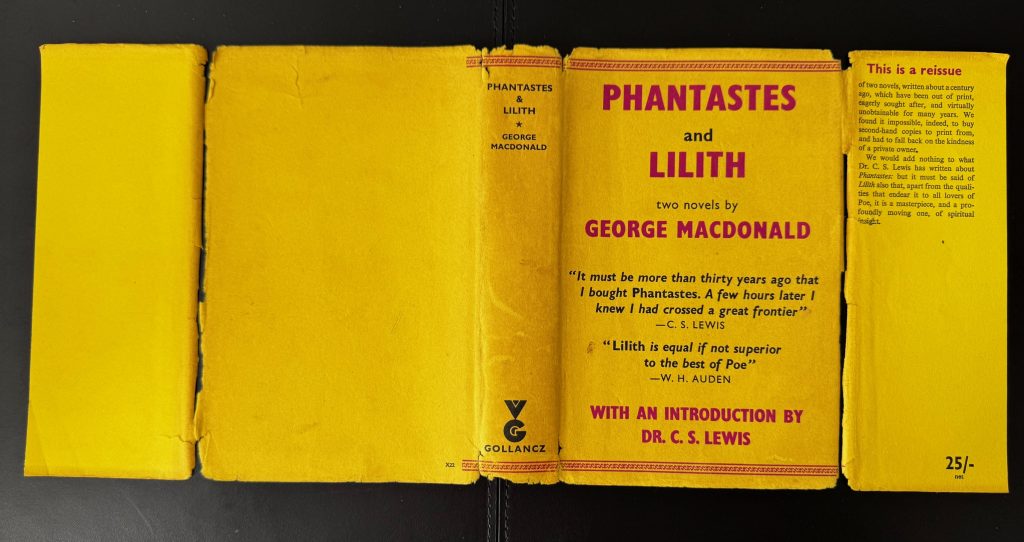 X21
PHANTASTES
&
LILITH
★
GEORGE
MACDONALD
VG
GOLLANCZ
PHANTASTES
and
LILITH
two novels by
GEORGE MACDONALD
"It must be more than thirty years ago that
I bought Phantastes. A few hours later I
knew I had crossed a great frontier"
—C. S. LEWIS
"Lilith is equal if not superior
to the best of Poe"
—W. H. AUDEN
WITH AN INTRODUCTION BY
DR. C. S. LEWIS
This is a reissue
of two novels, written about a century
ago, which have been out of print,
eagerly sought after, and virtually
unobtainable for many years. We
found it impossible, indeed, to buy
second-hand copies to print from,
and had to fall back on the kindness
of a private owner.
We would add nothing to what
Dr. C. S. Lewis has written about
Phantastes: but it must be said of
Lilith also that, apart from the quali-
ties that endear it to all lovers of
Poe, it is a masterpiece, and a pro-
foundly moving one, of spiritual
insight.
25/-
net